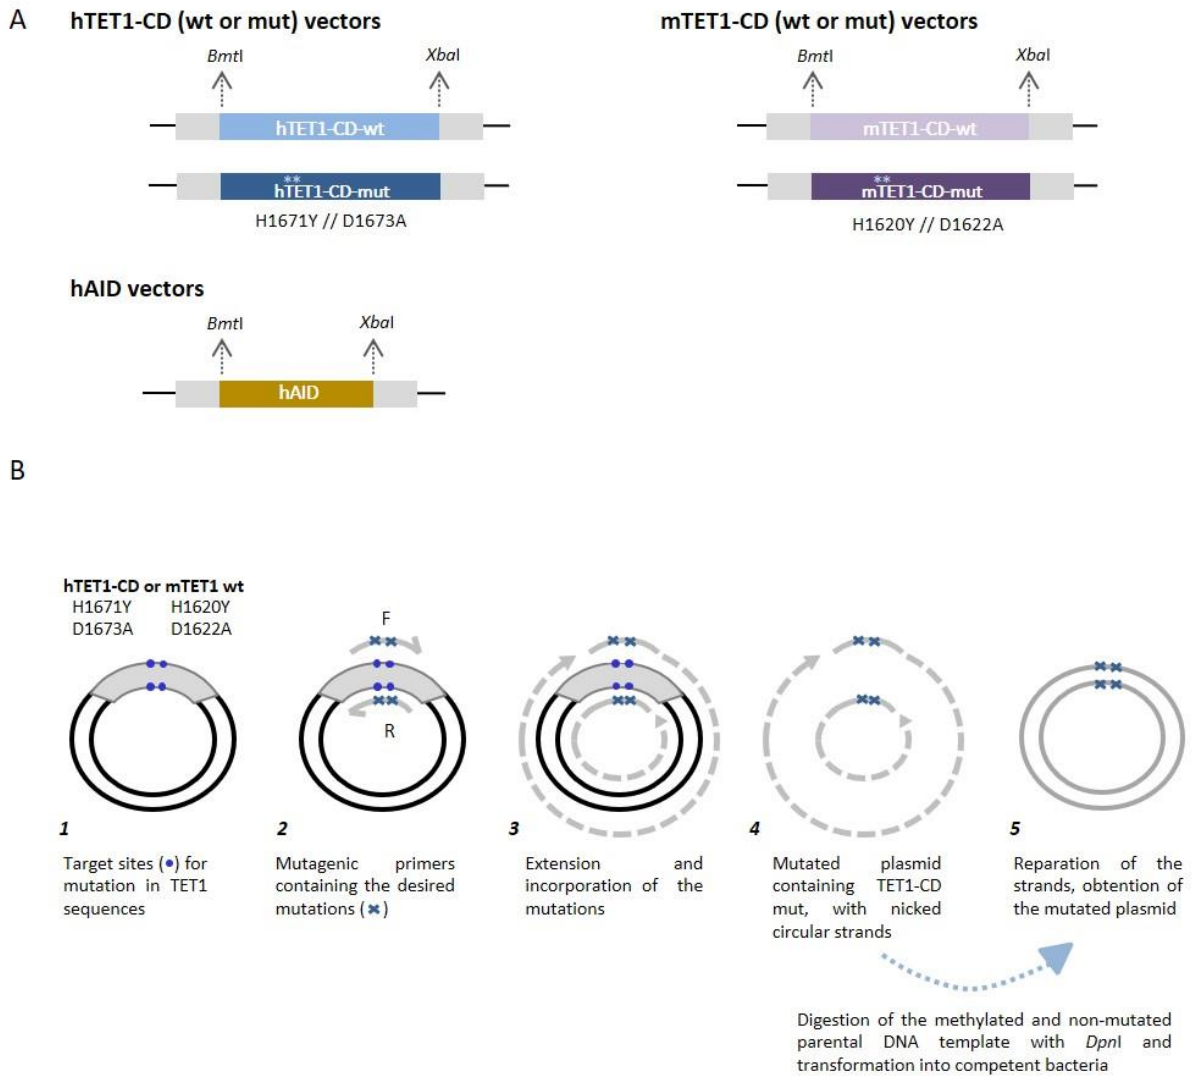 A
hTET1-CD (wt or mut) vectors
mTET1-CD (wt or mut) vectors
BmtI
XbaI
BmtI
XbaI
hTET1-CD-wt
mTET1-CD-wt
**
**
hTET1-CD-mut
mTET1-CD-mut
H1671Y // D1673A
H1620Y // D1622A
hAID vectors
BmtI
XbaI
hAID
B
hTET1-CD or mTET1 wt
H1671Y H1620Y
D1673A D1622A
F
R
1
Target sites (•) for
mutation in TET1
sequences
2
Mutagenic primers
containing the desired
mutations (×)
3
Extension and
incorporation of the
mutations
4
Mutated plasmid
containing TET1-CD
mut, with nicked
circular strands
5
Reparation of the
strands, obtention of
the mutated plasmid
Digestion of the methylated and non-mutated
parental DNA template with DpnI and
transformation into competent bacteria